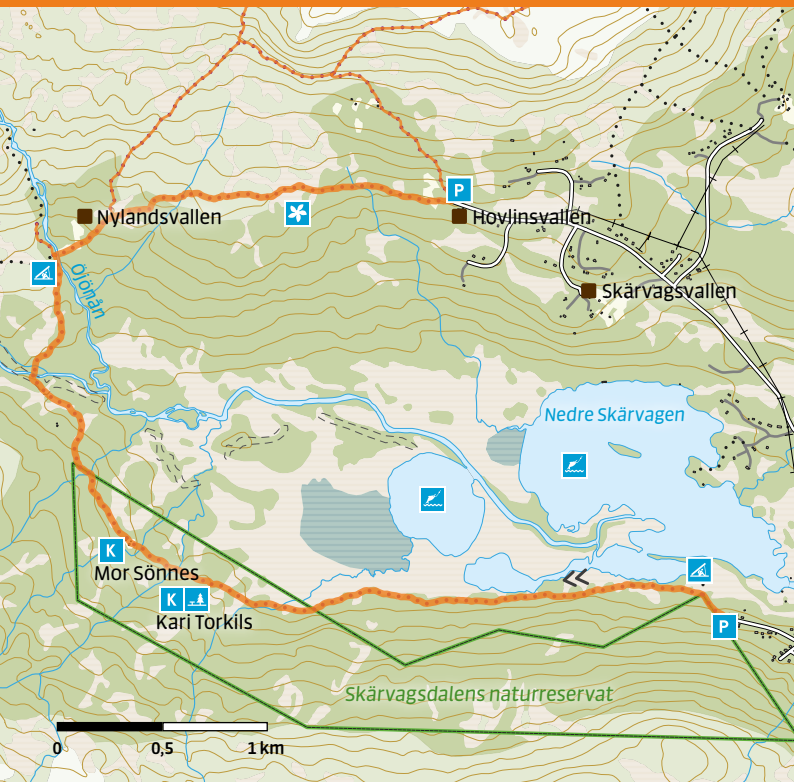 P
Nylandsvallen
Hovlinsvallen
Skärvagsvallen
Öjönån
Nedre Skärvagen
K
Mor Sönnes
K
Kari Torkils
P
Skärvagsdalens naturreservat
0 0,5 1 km